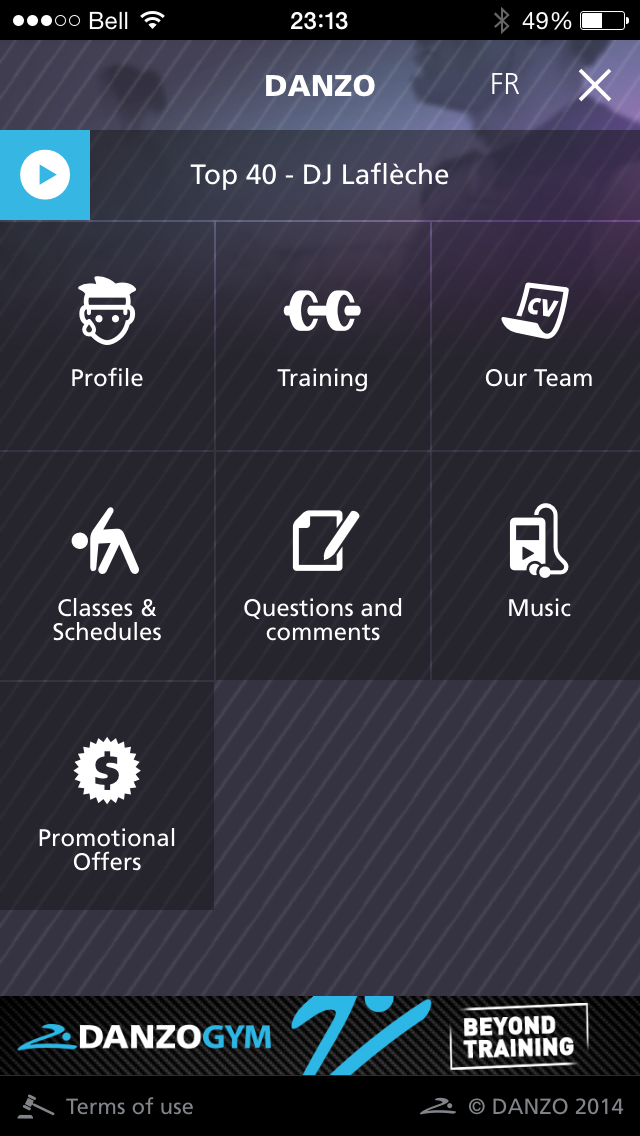 Bell 23:13 49%
DANZO FR
Top 40 - DJ Laflèche
Profile Training Our Team
CV
Classes &
Schedules
Questions and
comments
Music
$
Promotional
Offers
DANZOGYM
BEYOND
TRAINING
Terms of use © DANZO 2014